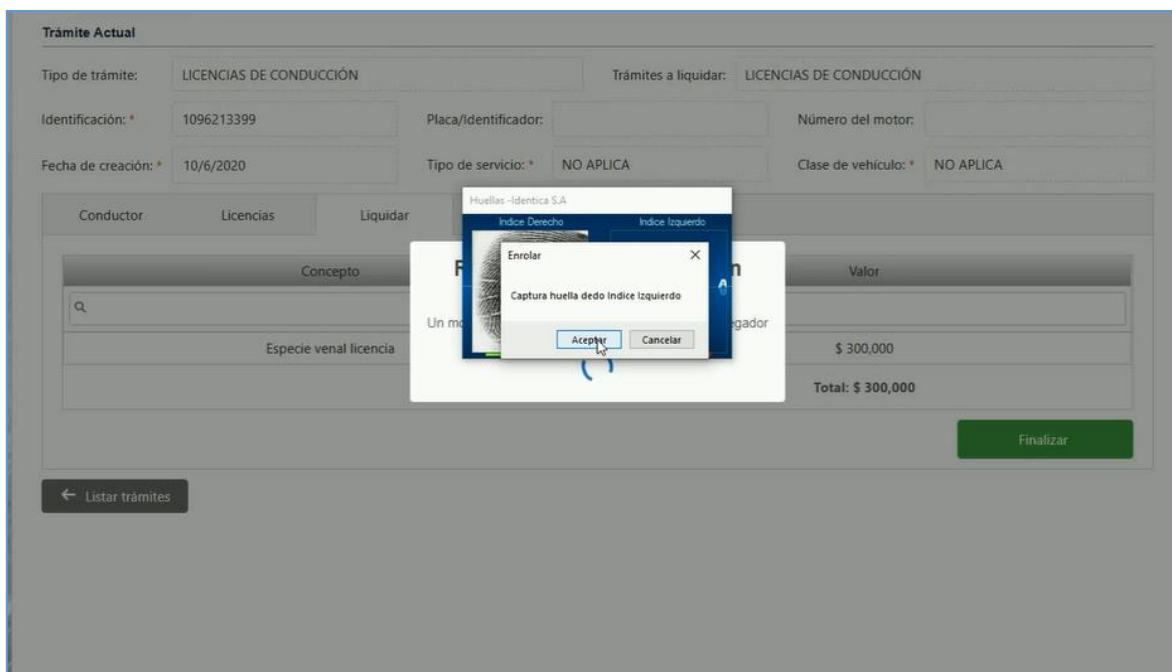 Trámite Actual
Tipo de trámite: LICENCIAS DE CONDUCCIÓN Trámites a liquidar: LICENCIAS DE CONDUCCIÓN
Identificación: * 1096213399 Placa/Identificador: Número del motor:
Fecha de creación: * 10/6/2020 Tipo de servicio: * NO APLICA Clase de vehículo: * NO APLICA
Conductor Licencias Liquidar
Huellas -Identica S.A
Indice Derecho Indice Izquierdo
Enrolar
Captura huella dedo Indice Izquierdo
Aceptar Cancelar
Concepto Valor
Un
Especie venal licencia $ 300,000
Total: $ 300,000
Finalizar
Listar trámites